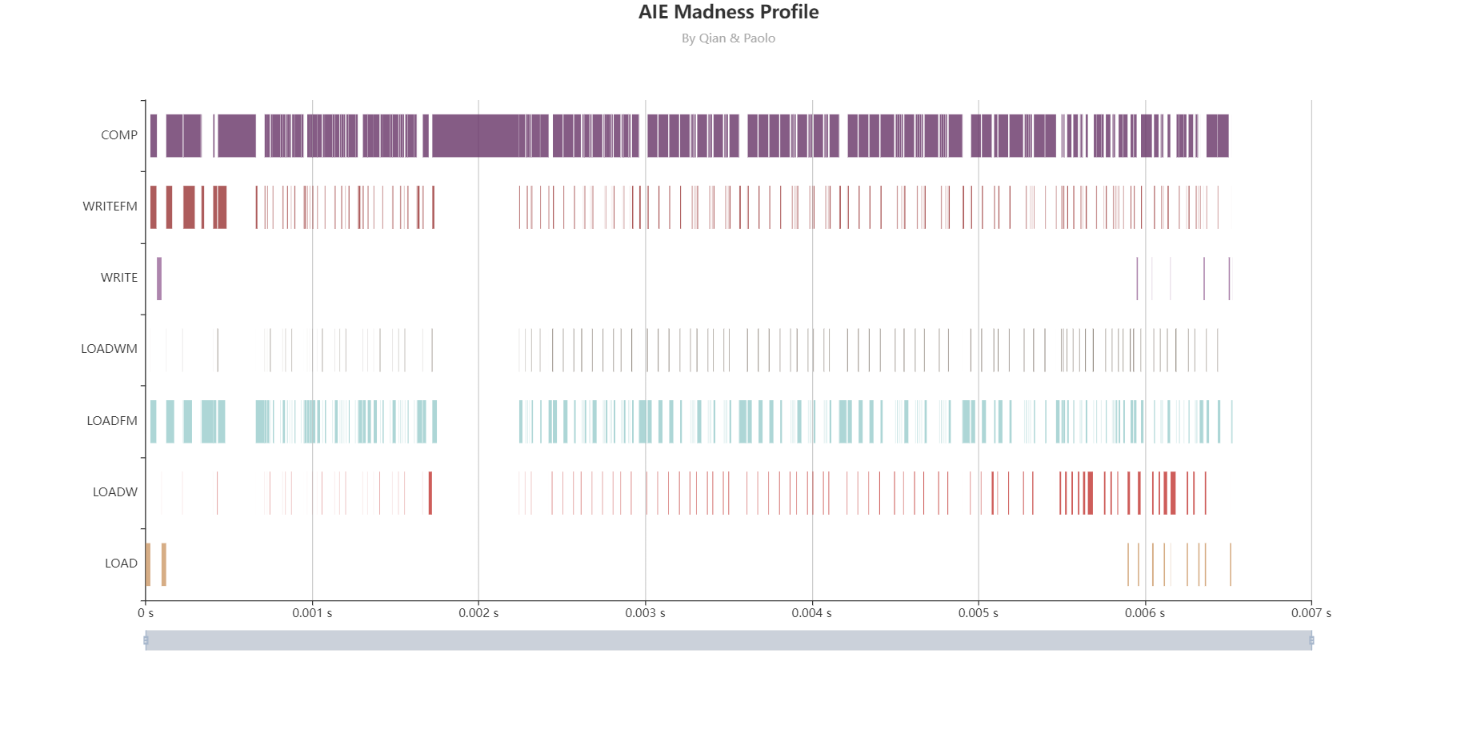 AIE Madness Profile
By Qian & Paolo
COMP
WRITEFM
WRITE
LOADWM
LOADFM
LOADW
LOAD
0 s 0.001 s 0.002 s 0.003 s 0.004 s 0.005 s 0.006 s 0.007 s